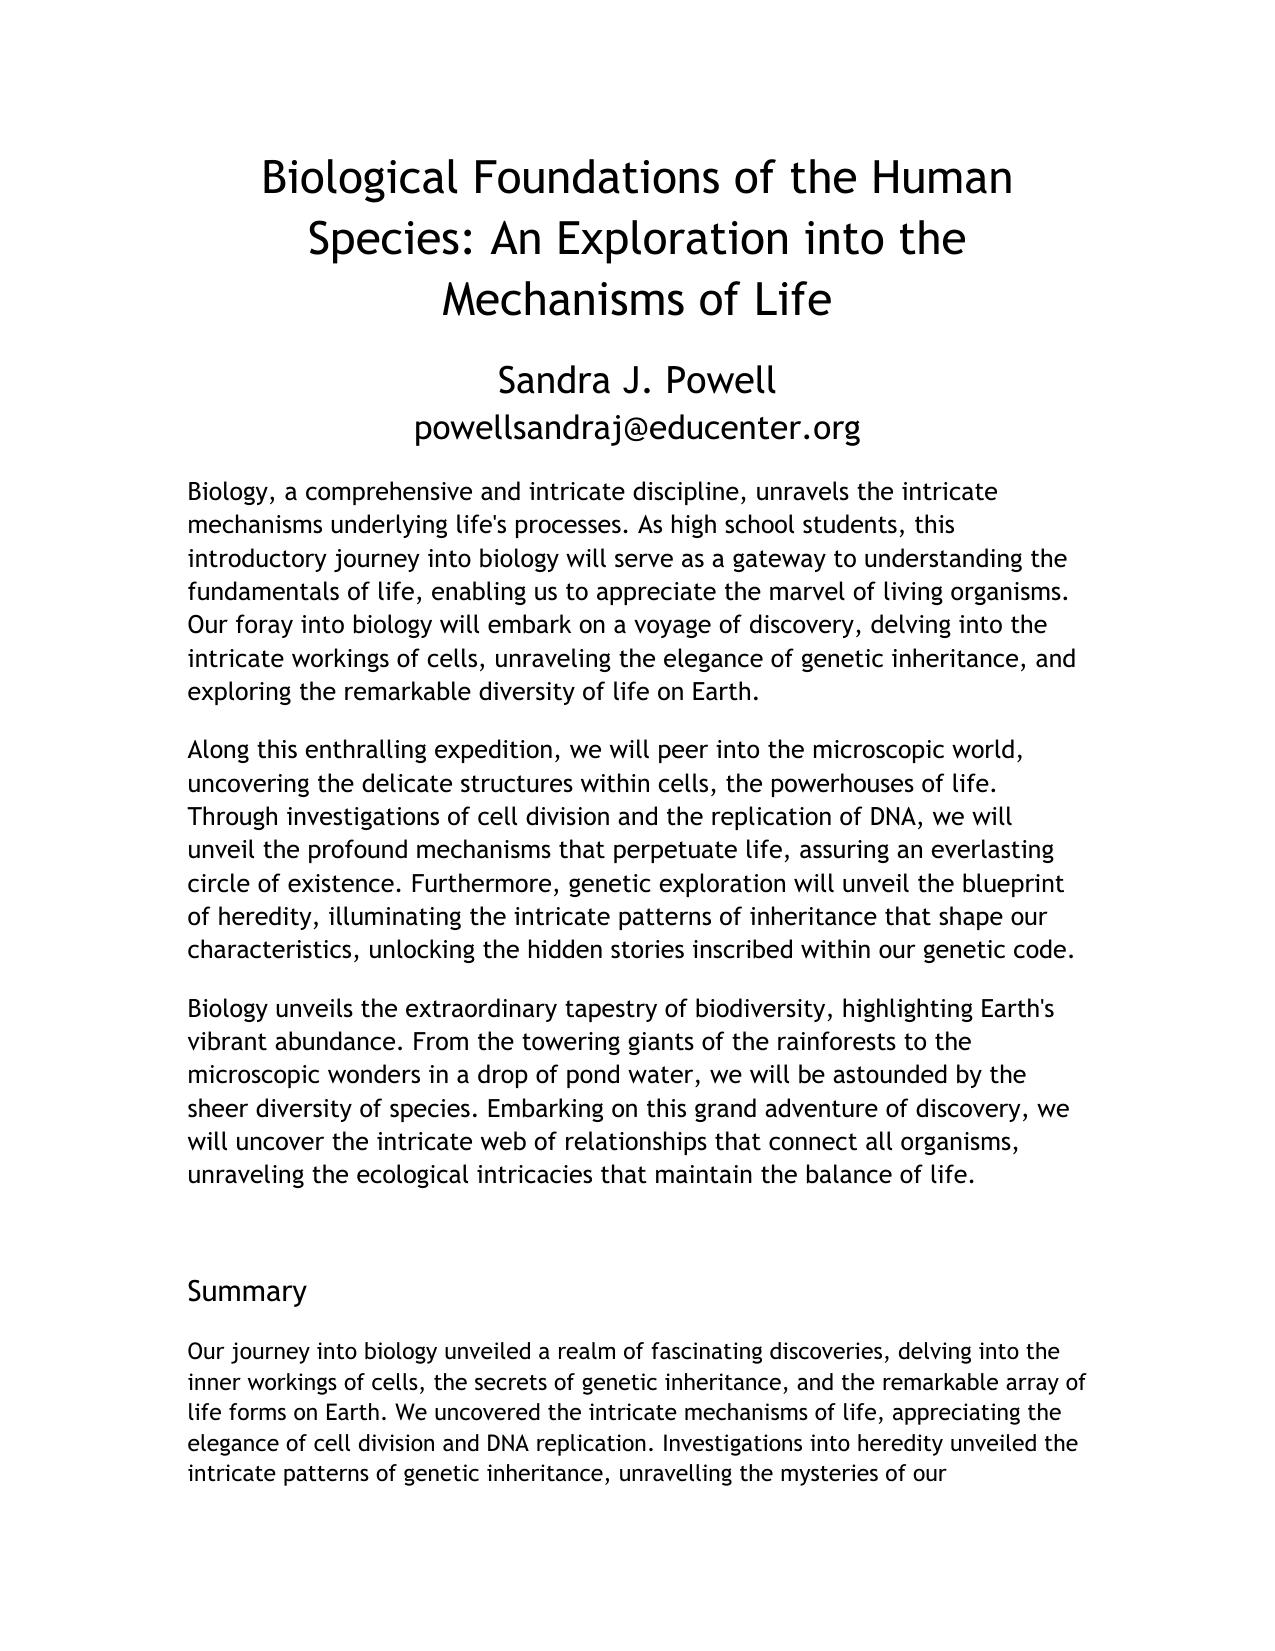 Biological Foundations of the Human
Species: An Exploration into the
Mechanisms of Life
Sandra J. Powell
powellsandraj@educenter.org
Biology, a comprehensive and intricate discipline, unravels the intricate
mechanisms underlying life's processes. As high school students, this
introductory journey into biology will serve as a gateway to understanding the
fundamentals of life, enabling us to appreciate the marvel of living organisms.
Our foray into biology will embark on a voyage of discovery, delving into the
intricate workings of cells, unraveling the elegance of genetic inheritance, and
exploring the remarkable diversity of life on Earth.
Along this enthralling expedition, we will peer into the microscopic world,
uncovering the delicate structures within cells, the powerhouses of life.
Through investigations of cell division and the replication of DNA, we will
unveil the profound mechanisms that perpetuate life, assuring an everlasting
circle of existence. Furthermore, genetic exploration will unveil the blueprint
of heredity, illuminating the intricate patterns of inheritance that shape our
characteristics, unlocking the hidden stories inscribed within our genetic code.
Biology unveils the extraordinary tapestry of biodiversity, highlighting Earth's
vibrant abundance. From the towering giants of the rainforests to the
microscopic wonders in a drop of pond water, we will be astounded by the
sheer diversity of species. Embarking on this grand adventure of discovery, we
will uncover the intricate web of relationships that connect all organisms,
unraveling the ecological intricacies that maintain the balance of life.
Summary
Our journey into biology unveiled a realm of fascinating discoveries, delving into the
inner workings of cells, the secrets of genetic inheritance, and the remarkable array of
life forms on Earth. We uncovered the intricate mechanisms of life, appreciating the
elegance of cell division and DNA replication. Investigations into heredity unveiled the
intricate patterns of genetic inheritance, unravelling the mysteries of our